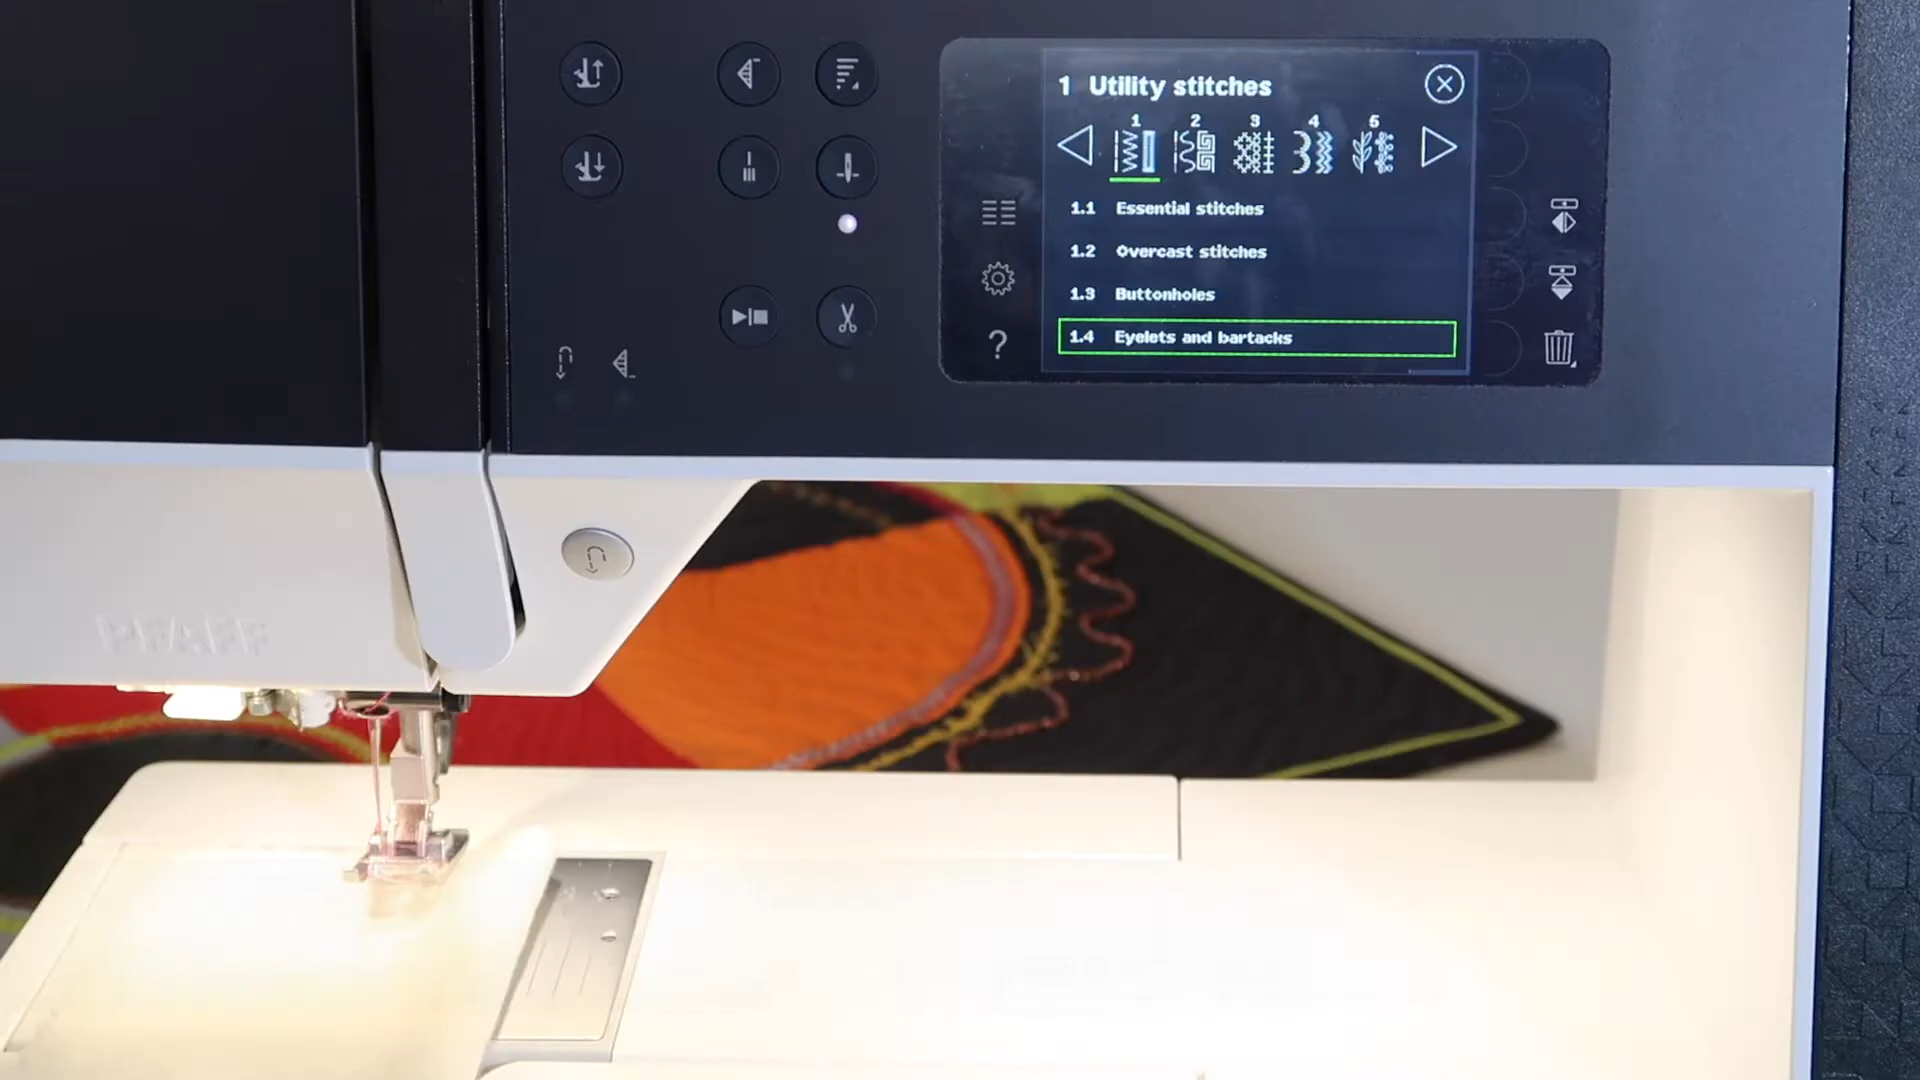 1 Utility stitches
1 2 3 4 5
1.1 Essential stitches
1.2 Overcast stitches
1.3 Buttonholes
1.4 Eyelets and bartacks
?
PFAFF